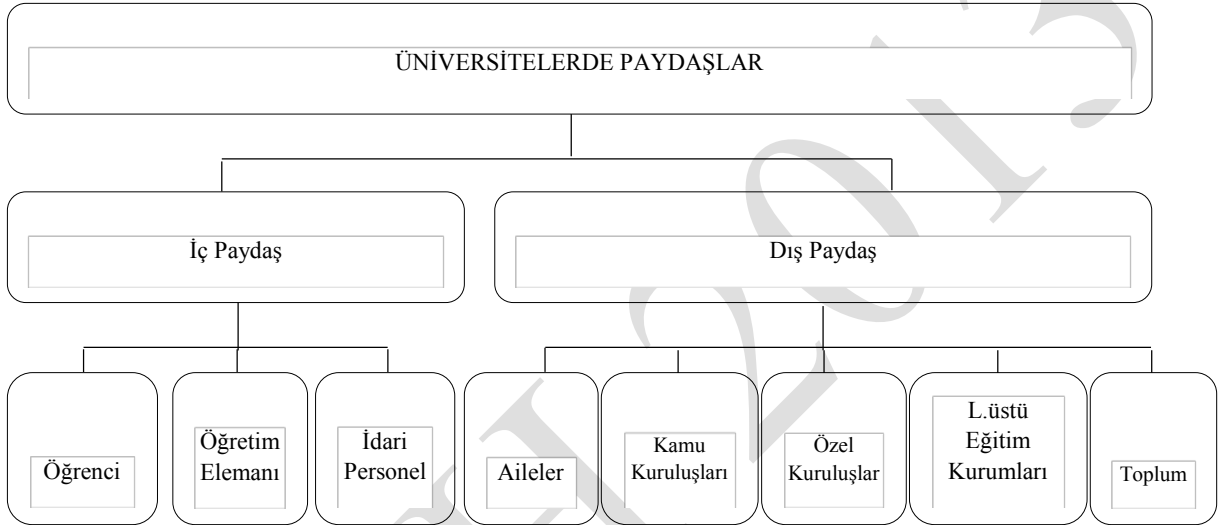 ÜNİVERSİTELERDE PAYDAŞLAR
İç Paydaş
Dış Paydaş
Öğrenci
Öğretim
Elemanı
İdari
Personel
Aileler
Kamu
Kuruluşları
Özel
Kuruluşlar
L.üstü
Eğitim
Kurumları
Toplum